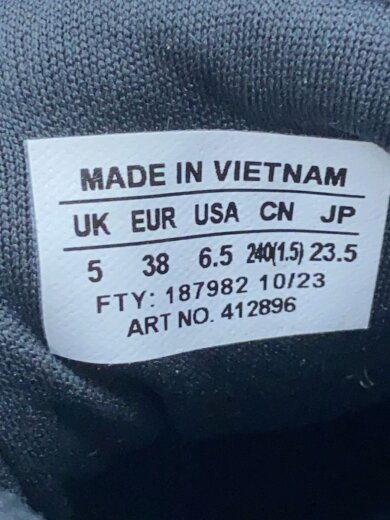 MADE IN VIETNAM
UK EUR USA CN JP
5 38 6.5 240(1.5) 23.5
FTY: 187982 10/23
ART NO. 412896